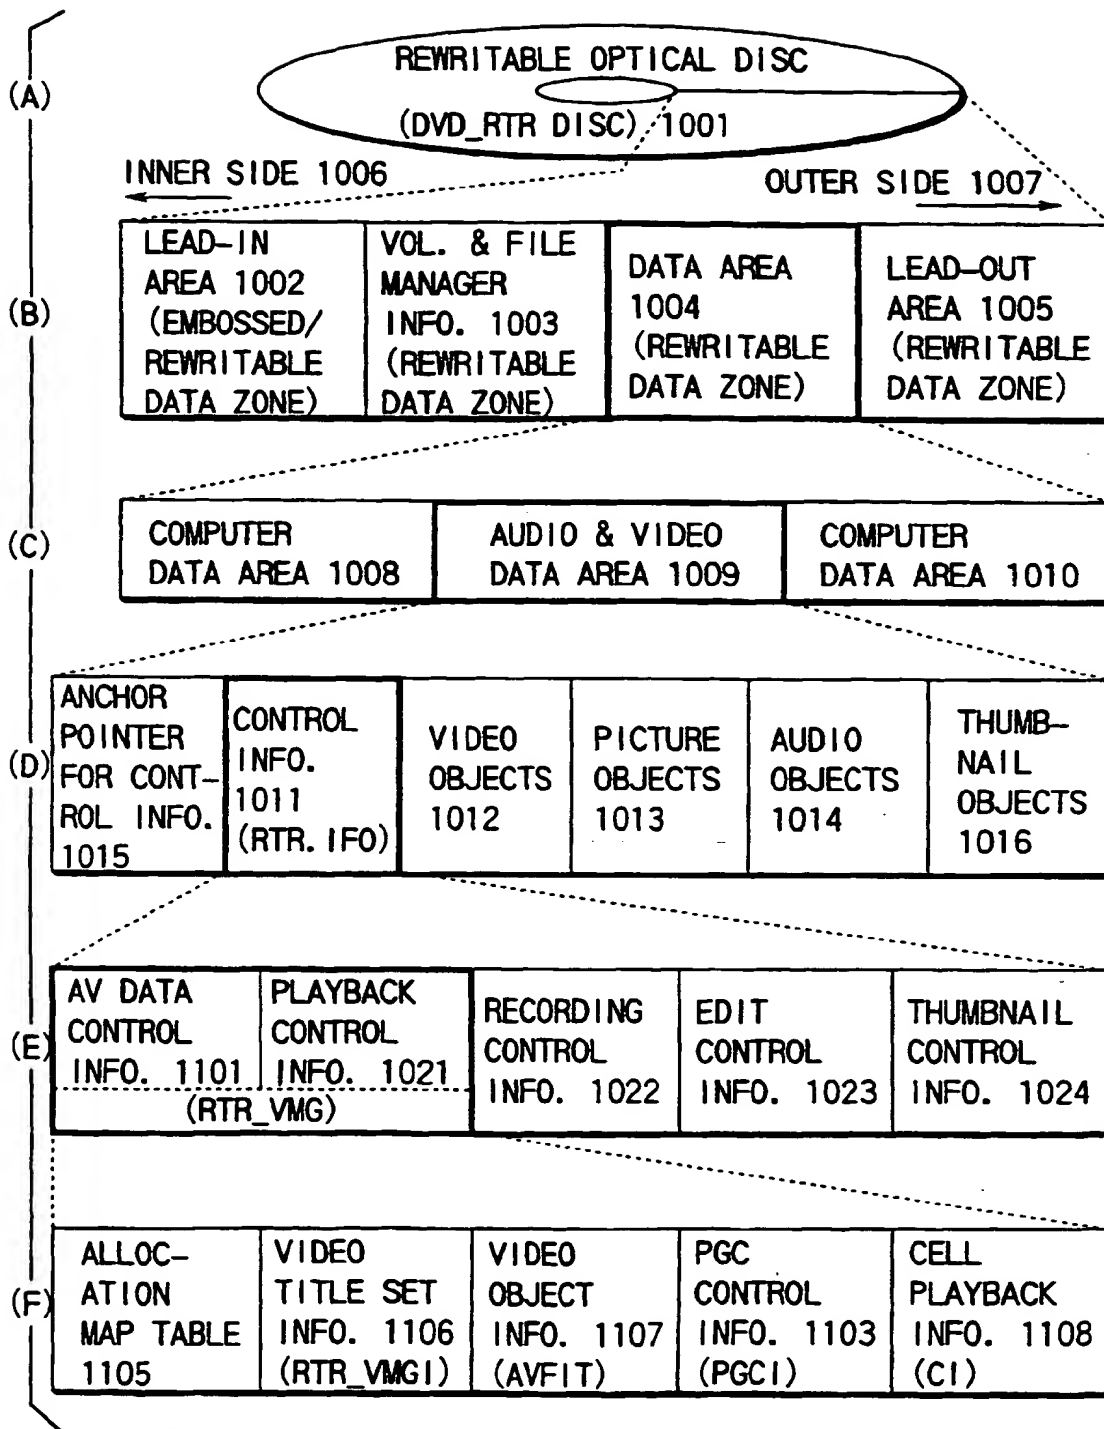 REWRITABLE OPTICAL DISC
(A)
(DVD_RTR DISC) 1001
INNER SIDE 1006
OUTER SIDE 1007
(B)
LEAD-IN
AREA 1002
(EMBOSSED/
REWRITABLE
DATA ZONE)
VOL. & FILE
MANAGER
INFO. 1003
(REWRITABLE
DATA ZONE)
DATA AREA
1004
(REWRITABLE
DATA ZONE)
LEAD-OUT
AREA 1005
(REWRITABLE
DATA ZONE)
(C)
COMPUTER
DATA AREA 1008
AUDIO & VIDEO
DATA AREA 1009
COMPUTER
DATA AREA 1010
(D)
ANCHOR
POINTER
FOR CONT-
ROL INFO.
1015
CONTROL
INFO.
1011
(RTR.IFO)
VIDEO
OBJECTS
1012
PICTURE
OBJECTS
1013
AUDIO
OBJECTS
1014
THUMB-
NAIL
OBJECTS
1016
(E)
AV DATA
CONTROL
INFO. 1101
PLAYBACK
CONTROL
INFO. 1021
(RTR_VMG)
RECORDING
CONTROL
INFO. 1022
EDIT
CONTROL
INFO. 1023
THUMBNAIL
CONTROL
INFO. 1024
(F)
ALLOC-
ATION
MAP TABLE
1105
VIDEO
TITLE SET
INFO. 1106
(RTR_VMGI)
VIDEO
OBJECT
INFO. 1107
(AVFIT)
PGC
CONTROL
INFO. 1103
(PGCI)
CELL
PLAYBACK
INFO. 1108
(CI)